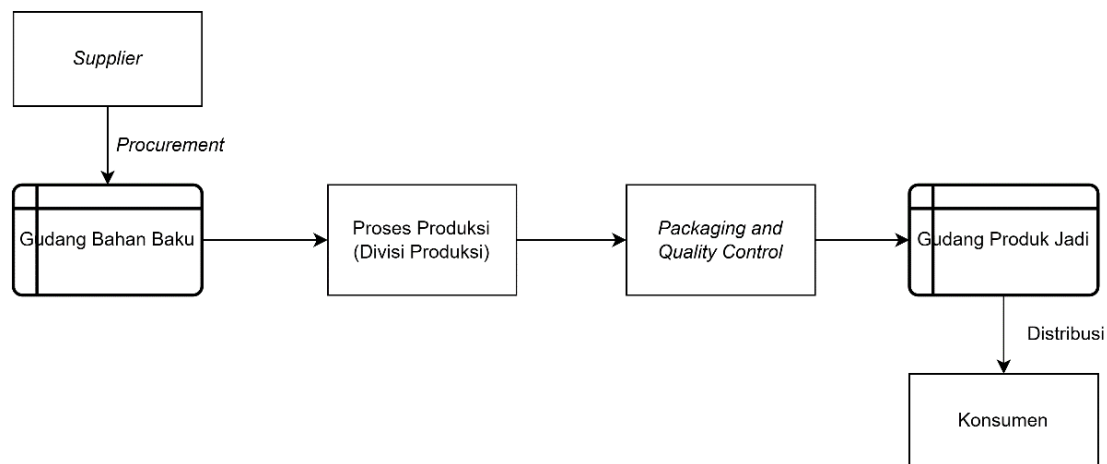 Supplier
Procurement
Gudang Bahan Baku
Proses Produksi
(Divisi Produksi)
Packaging and
Quality Control
Gudang Produk Jadi
Distribusi
Konsumen